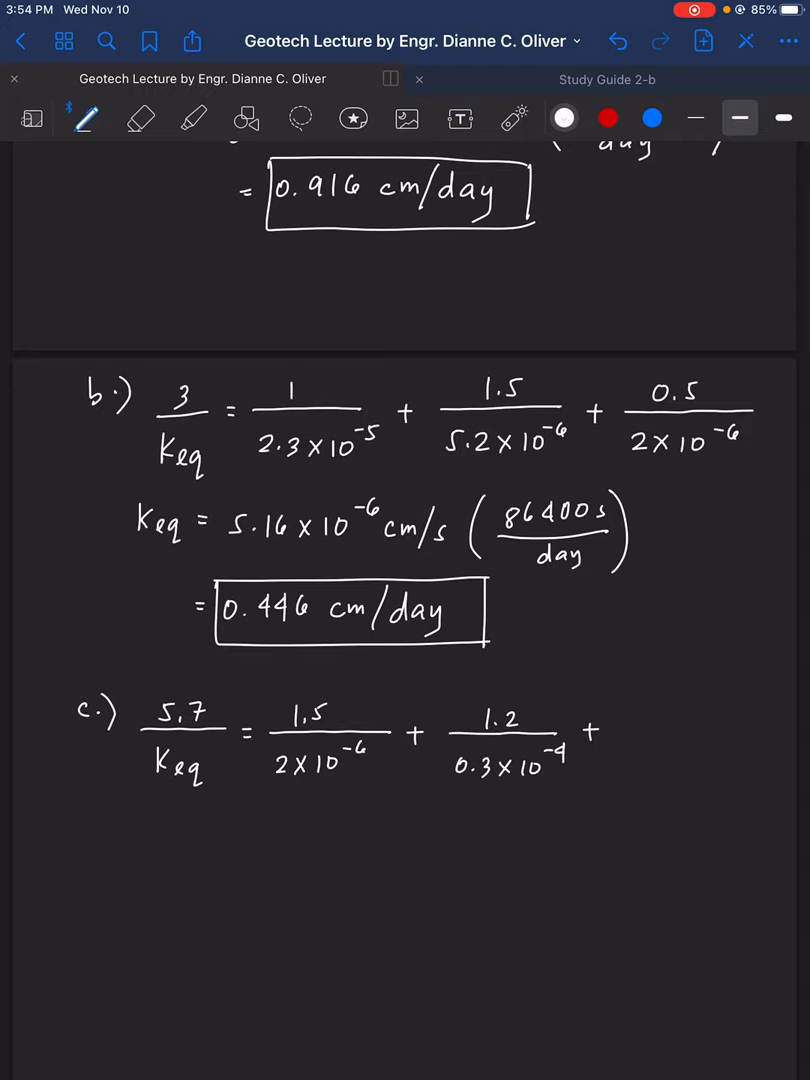 3:54 PM Wed Nov 10 85%
Geotech Lecture by Engr. Dianne C. Oliver
Geotech Lecture by Engr. Dianne C. Oliver Study Guide 2-b
= 0.916 cm/day
b.) 3/Keq = 1/(2.3 x 10^-5) + 1.5/(5.2 x 10^-6) + 0.5/(2 x 10^-6)
Keq = 5.16 x 10^-6 cm/s (86400 s/day)
= 0.446 cm/day
c.) 5.7/Keq = 1.5/(2 x 10^-6) + 1.2/(0.3 x 10^-4) +